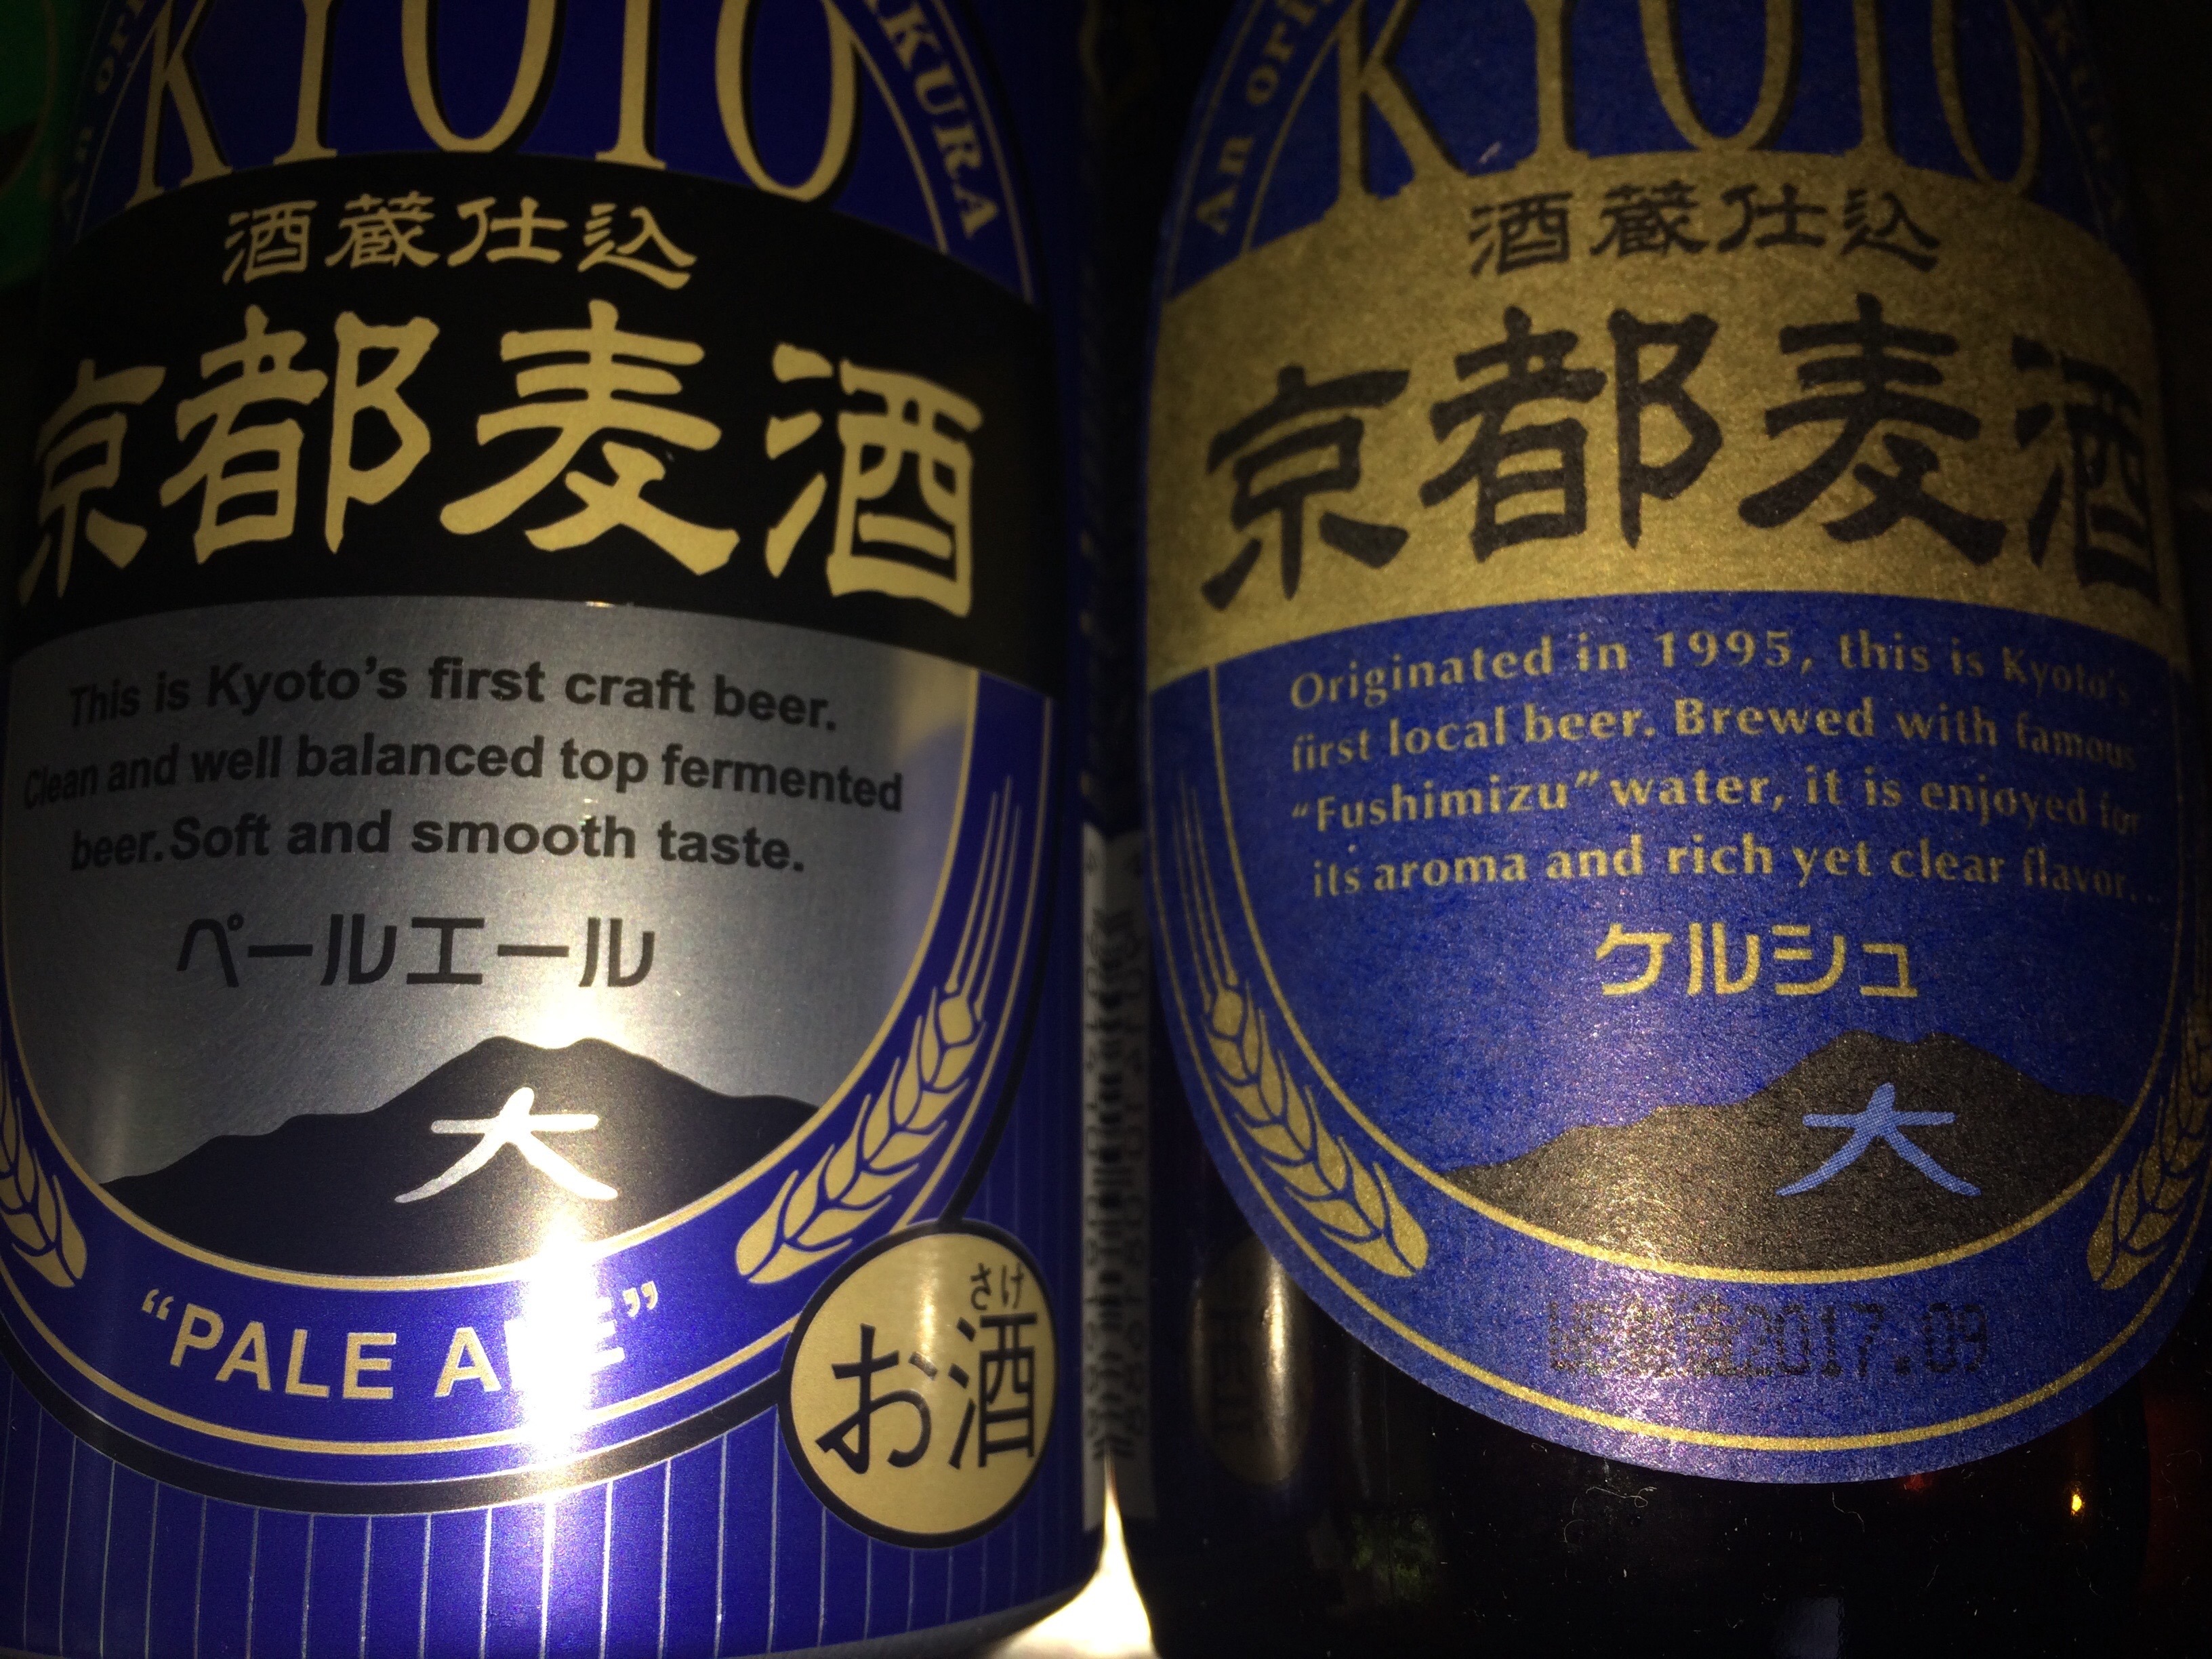 KYOTO
KURA
酒蔵仕込
京都麦酒
This is Kyoto's first craft beer.
Clean and well balanced top fermented
beer. Soft and smooth taste.
ペールエール
大
"PALE ALE"
さけ
お酒
An
KYOTO
酒蔵仕込
京都麦酒
Originated in 1995, this is Kyoto's
first local beer. Brewed with famous
"Fushimizu" water, it is enjoyed for
its aroma and rich yet clear flavor.
ケルシュ
大
2017.09